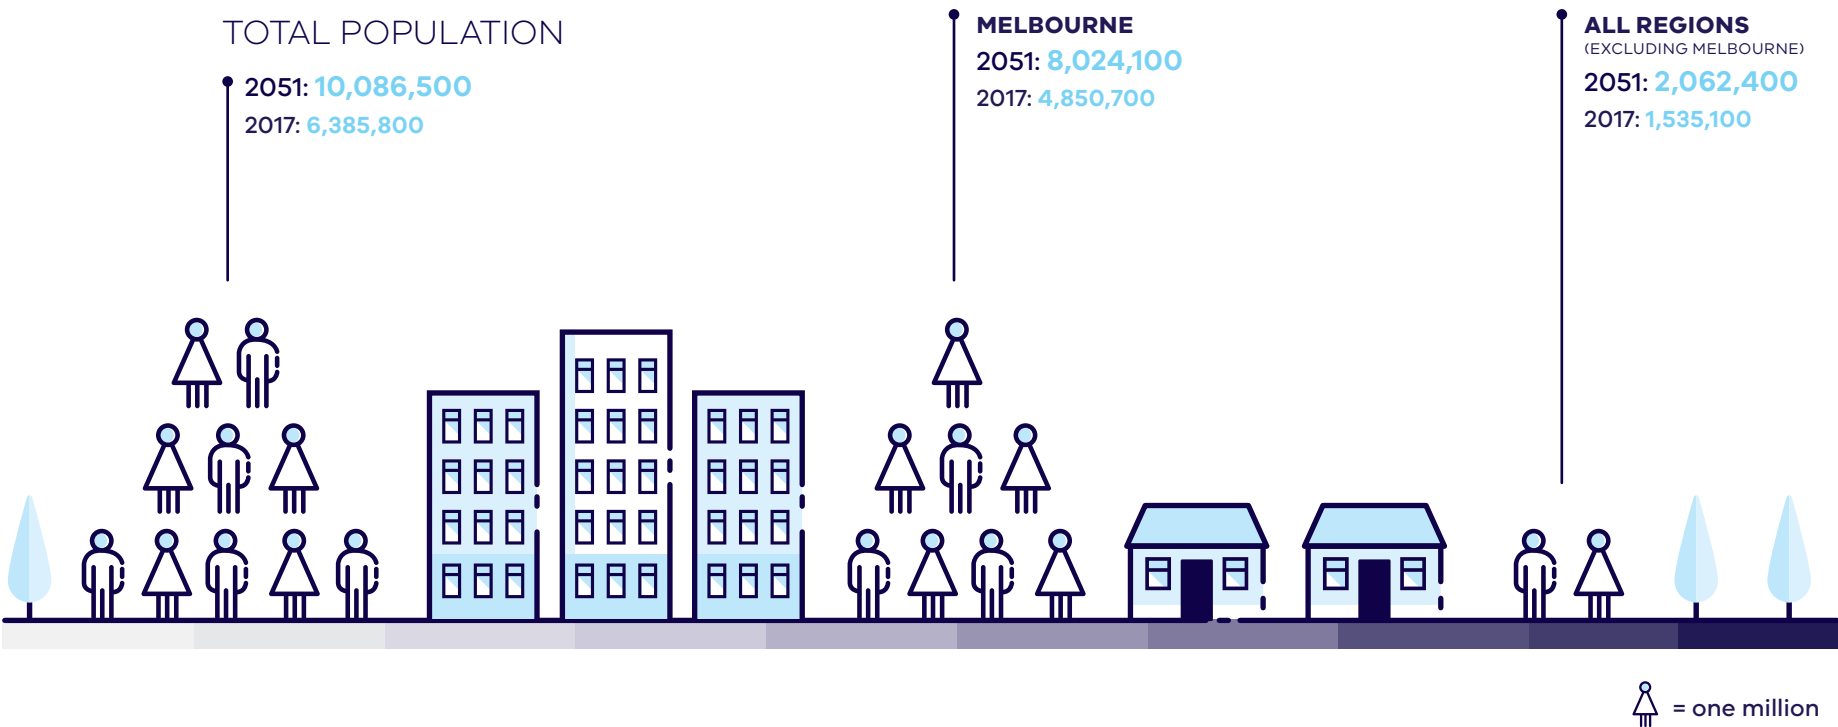 TOTAL POPULATION
2051: 10,086,500
2017: 6,385,800
MELBOURNE
2051: 8,024,100
2017: 4,850,700
ALL REGIONS
(EXCLUDING MELBOURNE)
2051: 2,062,400
2017: 1,535,100
= one million